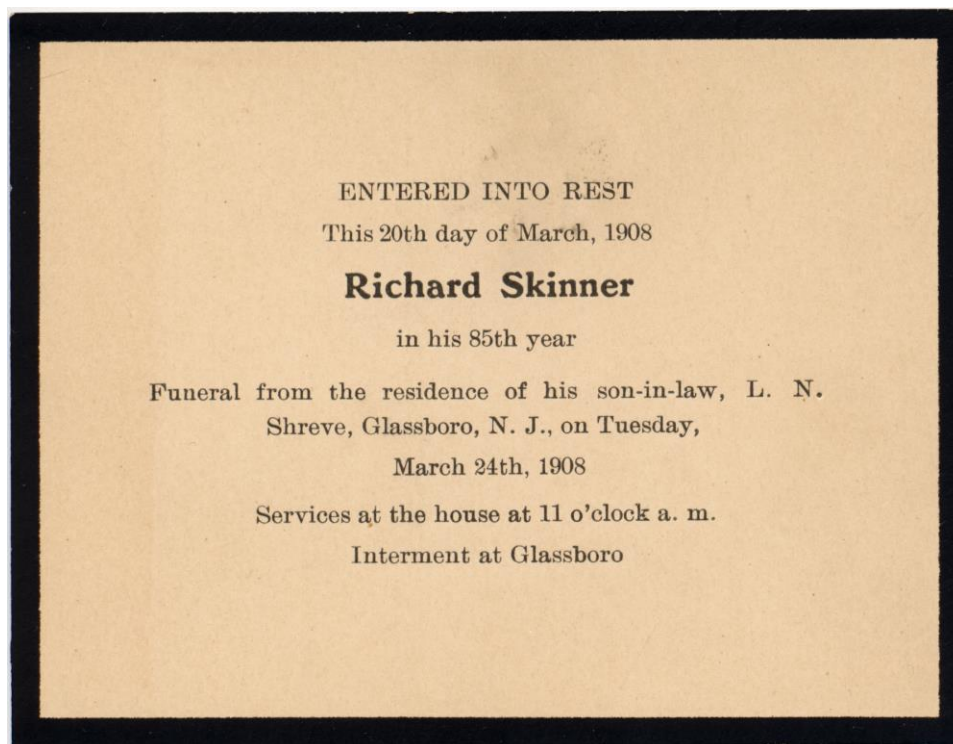 ENTERED INTO REST
This 20th day of March, 1908
Richard Skinner
in his 85th year
Funeral from the residence of his son-in-law, L. N.
Shreve, Glassboro, N. J., on Tuesday,
March 24th, 1908
Services at the house at 11 o'clock a. m.
Interment at Glassboro